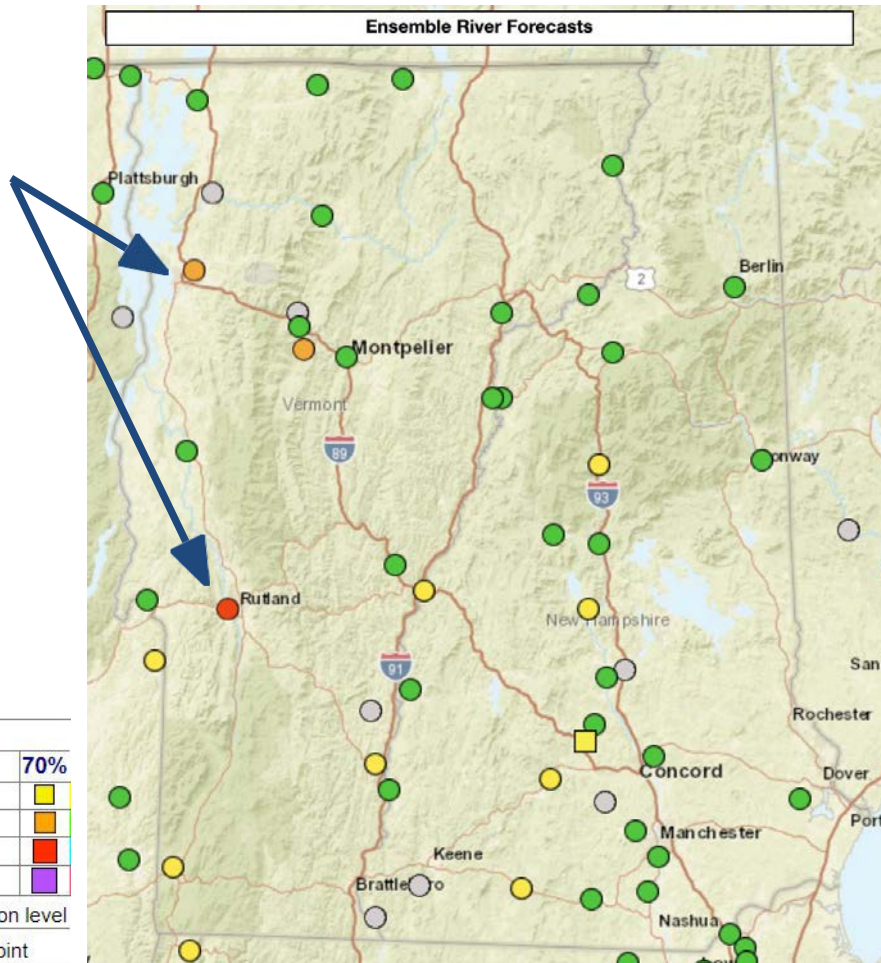 Ensemble River Forecasts
Plattsburgh
2
Berlin
Montpelier
Vermont
89
onway
93
Rutland
New Hampshire
91
San
Rochester
70%
Concord
Dover
Port
Manchester
Keene
Brattleboro
on level
Nashua
oint